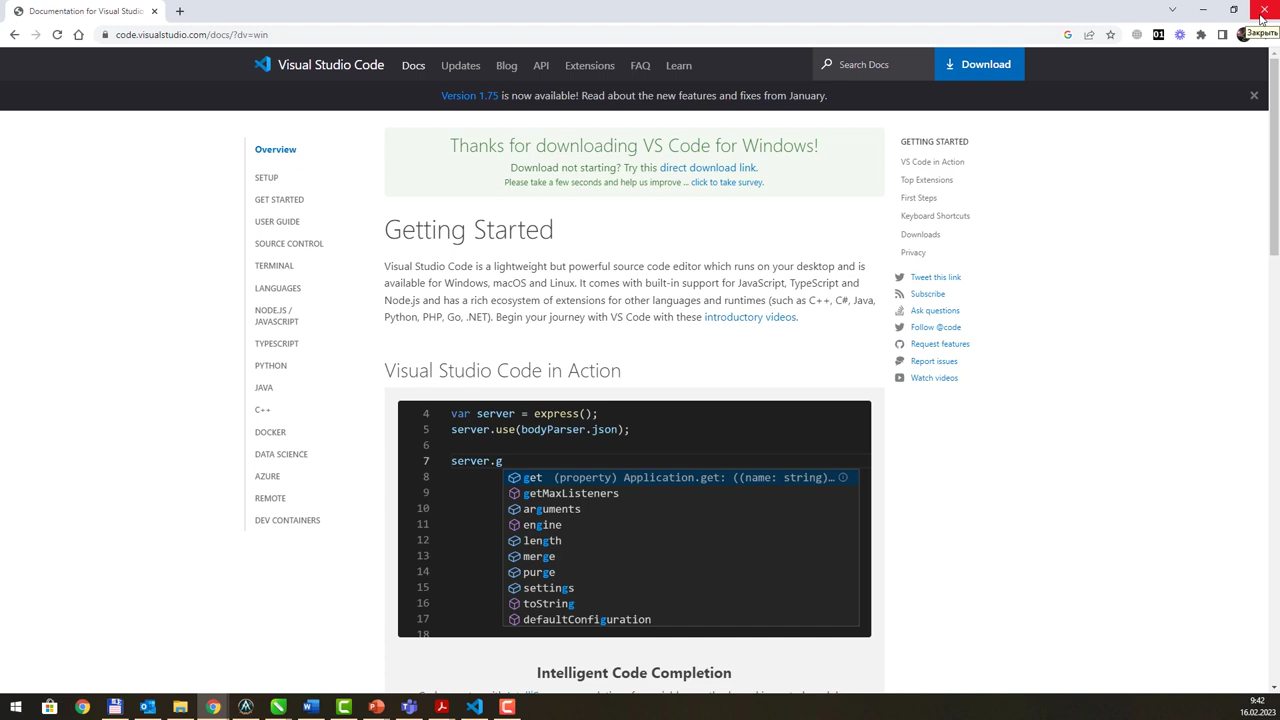 Documentation for Visual Studio
Закрыть
code.visualstudio.com/docs/?dv=win
01
Visual Studio Code
Docs
Updates
Blog
API
Extensions
FAQ
Learn
Search Docs
Download
Version 1.75 is now available! Read about the new features and fixes from January.
Overview
SETUP
GET STARTED
USER GUIDE
SOURCE CONTROL
TERMINAL
LANGUAGES
NODE.JS /
JAVASCRIPT
TYPESCRIPT
PYTHON
JAVA
C++
DOCKER
DATA SCIENCE
AZURE
REMOTE
DEV CONTAINERS
Thanks for downloading VS Code for Windows!
Download not starting? Try this direct download link.
Please take a few seconds and help us improve ... click to take survey.
Getting Started
Visual Studio Code is a lightweight but powerful source code editor which runs on your desktop and is
available for Windows, macOS and Linux. It comes with built-in support for JavaScript, TypeScript and
Node.js and has a rich ecosystem of extensions for other languages and runtimes (such as C++, C#, Java,
Python, PHP, Go, .NET). Begin your journey with VS Code with these introductory videos.
Visual Studio Code in Action
4 var server = express();
5 server.use(bodyParser.json);
6
7 server.g
8 get (property) Application.get: ((name: string)…
9 getMaxListeners
10 arguments
11 engine
12 length
13 merge
14 purge
15 settings
16 toString
17 defaultConfiguration
18
Intelligent Code Completion
GETTING STARTED
VS Code in Action
Top Extensions
First Steps
Keyboard Shortcuts
Downloads
Privacy
Tweet this link
Subscribe
Ask questions
Follow @code
Request features
Report issues
Watch videos
9:42
16.02.2023